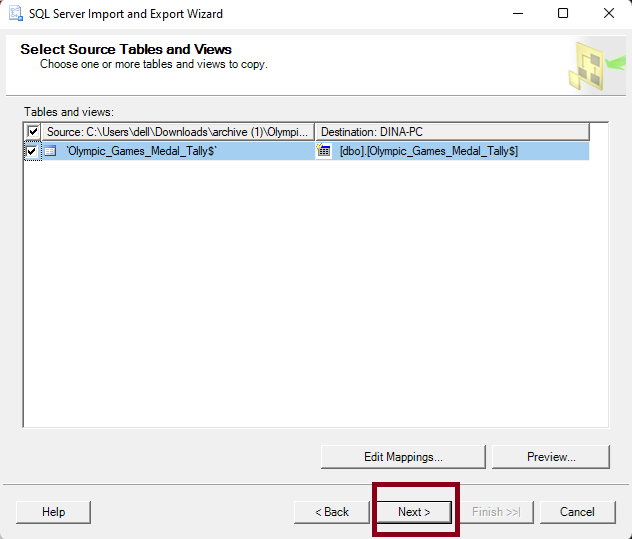 SQL Server Import and Export Wizard
Select Source Tables and Views
Choose one or more tables and views to copy.
Tables and views:
Source: C:\Users\dell\Downloads\archive (1)\Olympi... Destination: DINA-PC
`Olympic_Games_Medal_Tally$` [dbo].[Olympic_Games_Medal_Tally$]
Edit Mappings... Preview...
Help < Back Next > Finish >>| Cancel